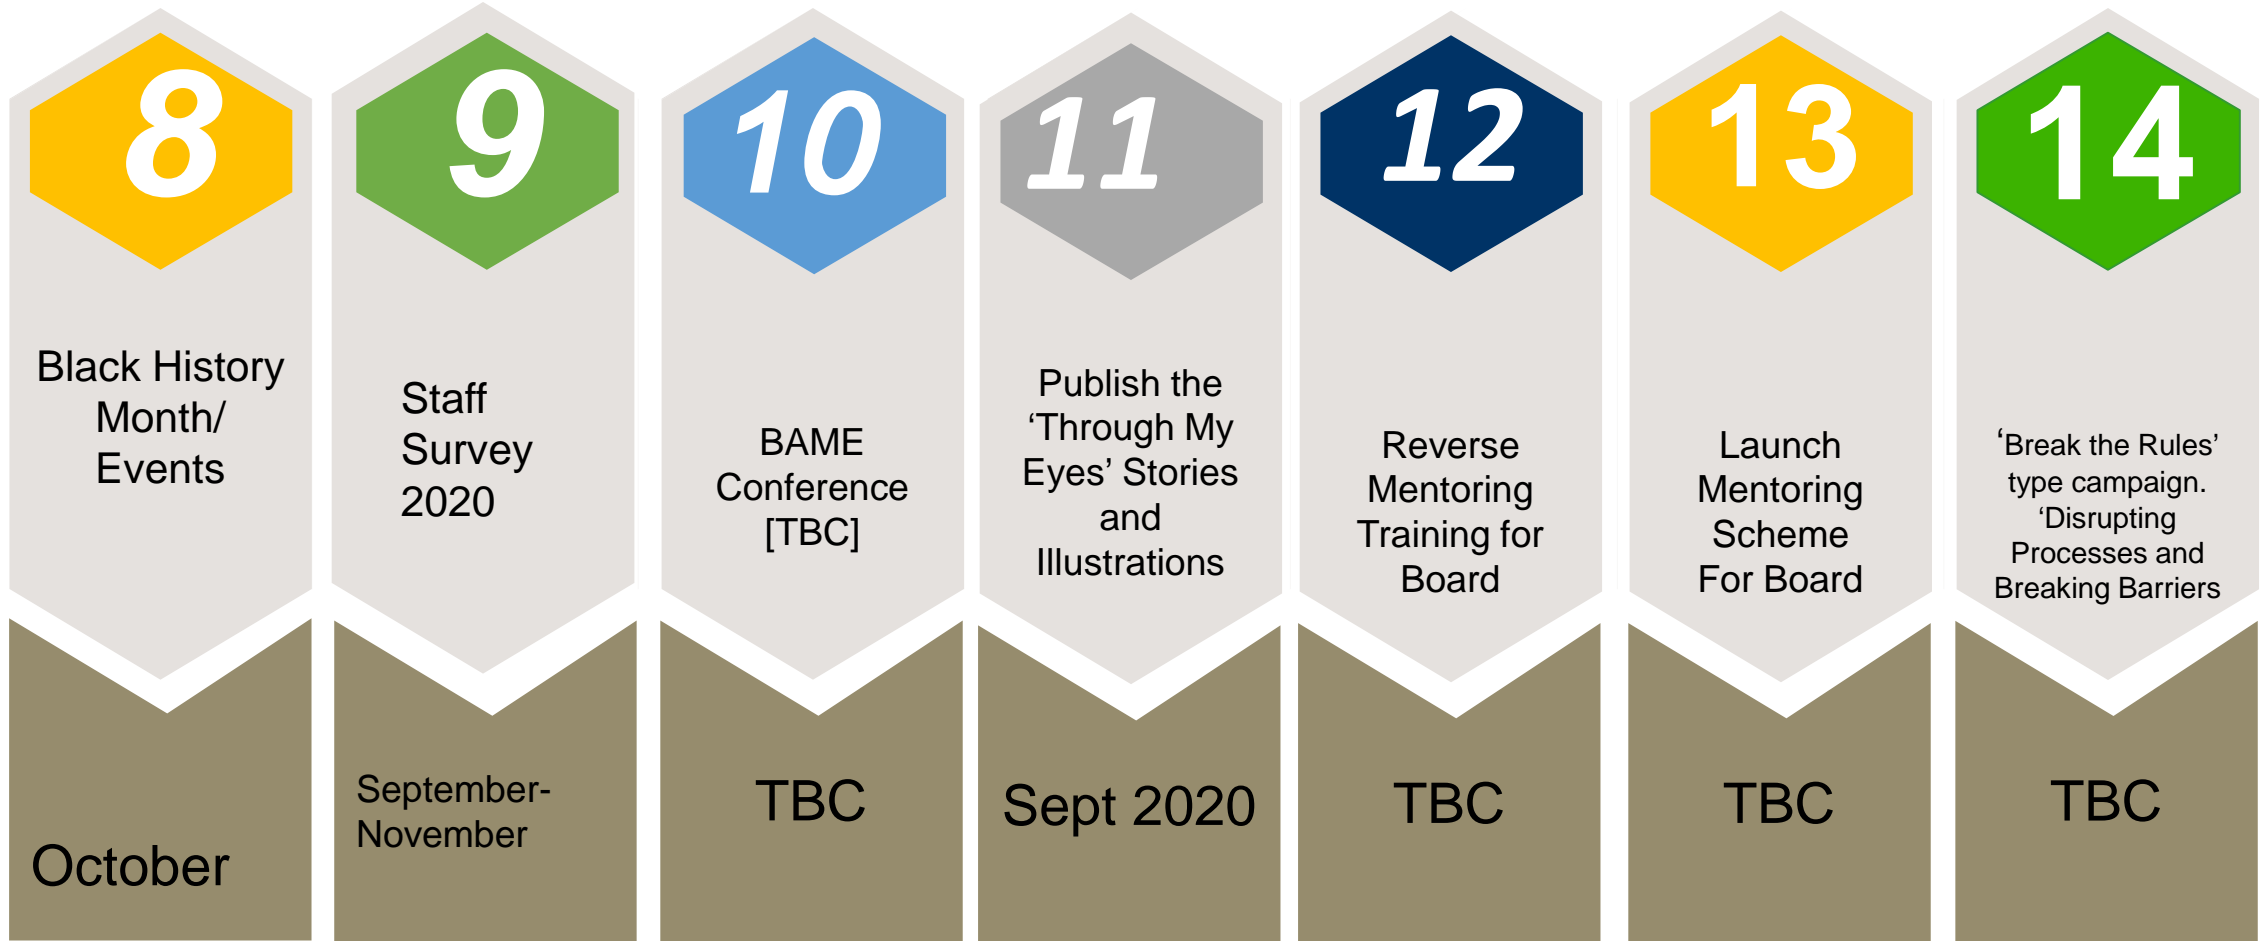 8
Black History
Month/
Events
October
9
Staff
Survey
2020
September-
November
10
BAME
Conference
[TBC]
TBC
11
Publish the
‘Through My
Eyes’ Stories
and
Illustrations
Sept 2020
12
Reverse
Mentoring
Training for
Board
TBC
13
Launch
Mentoring
Scheme
For Board
TBC
14
‘Break the Rules’
type campaign.
‘Disrupting
Processes and
Breaking Barriers
TBC